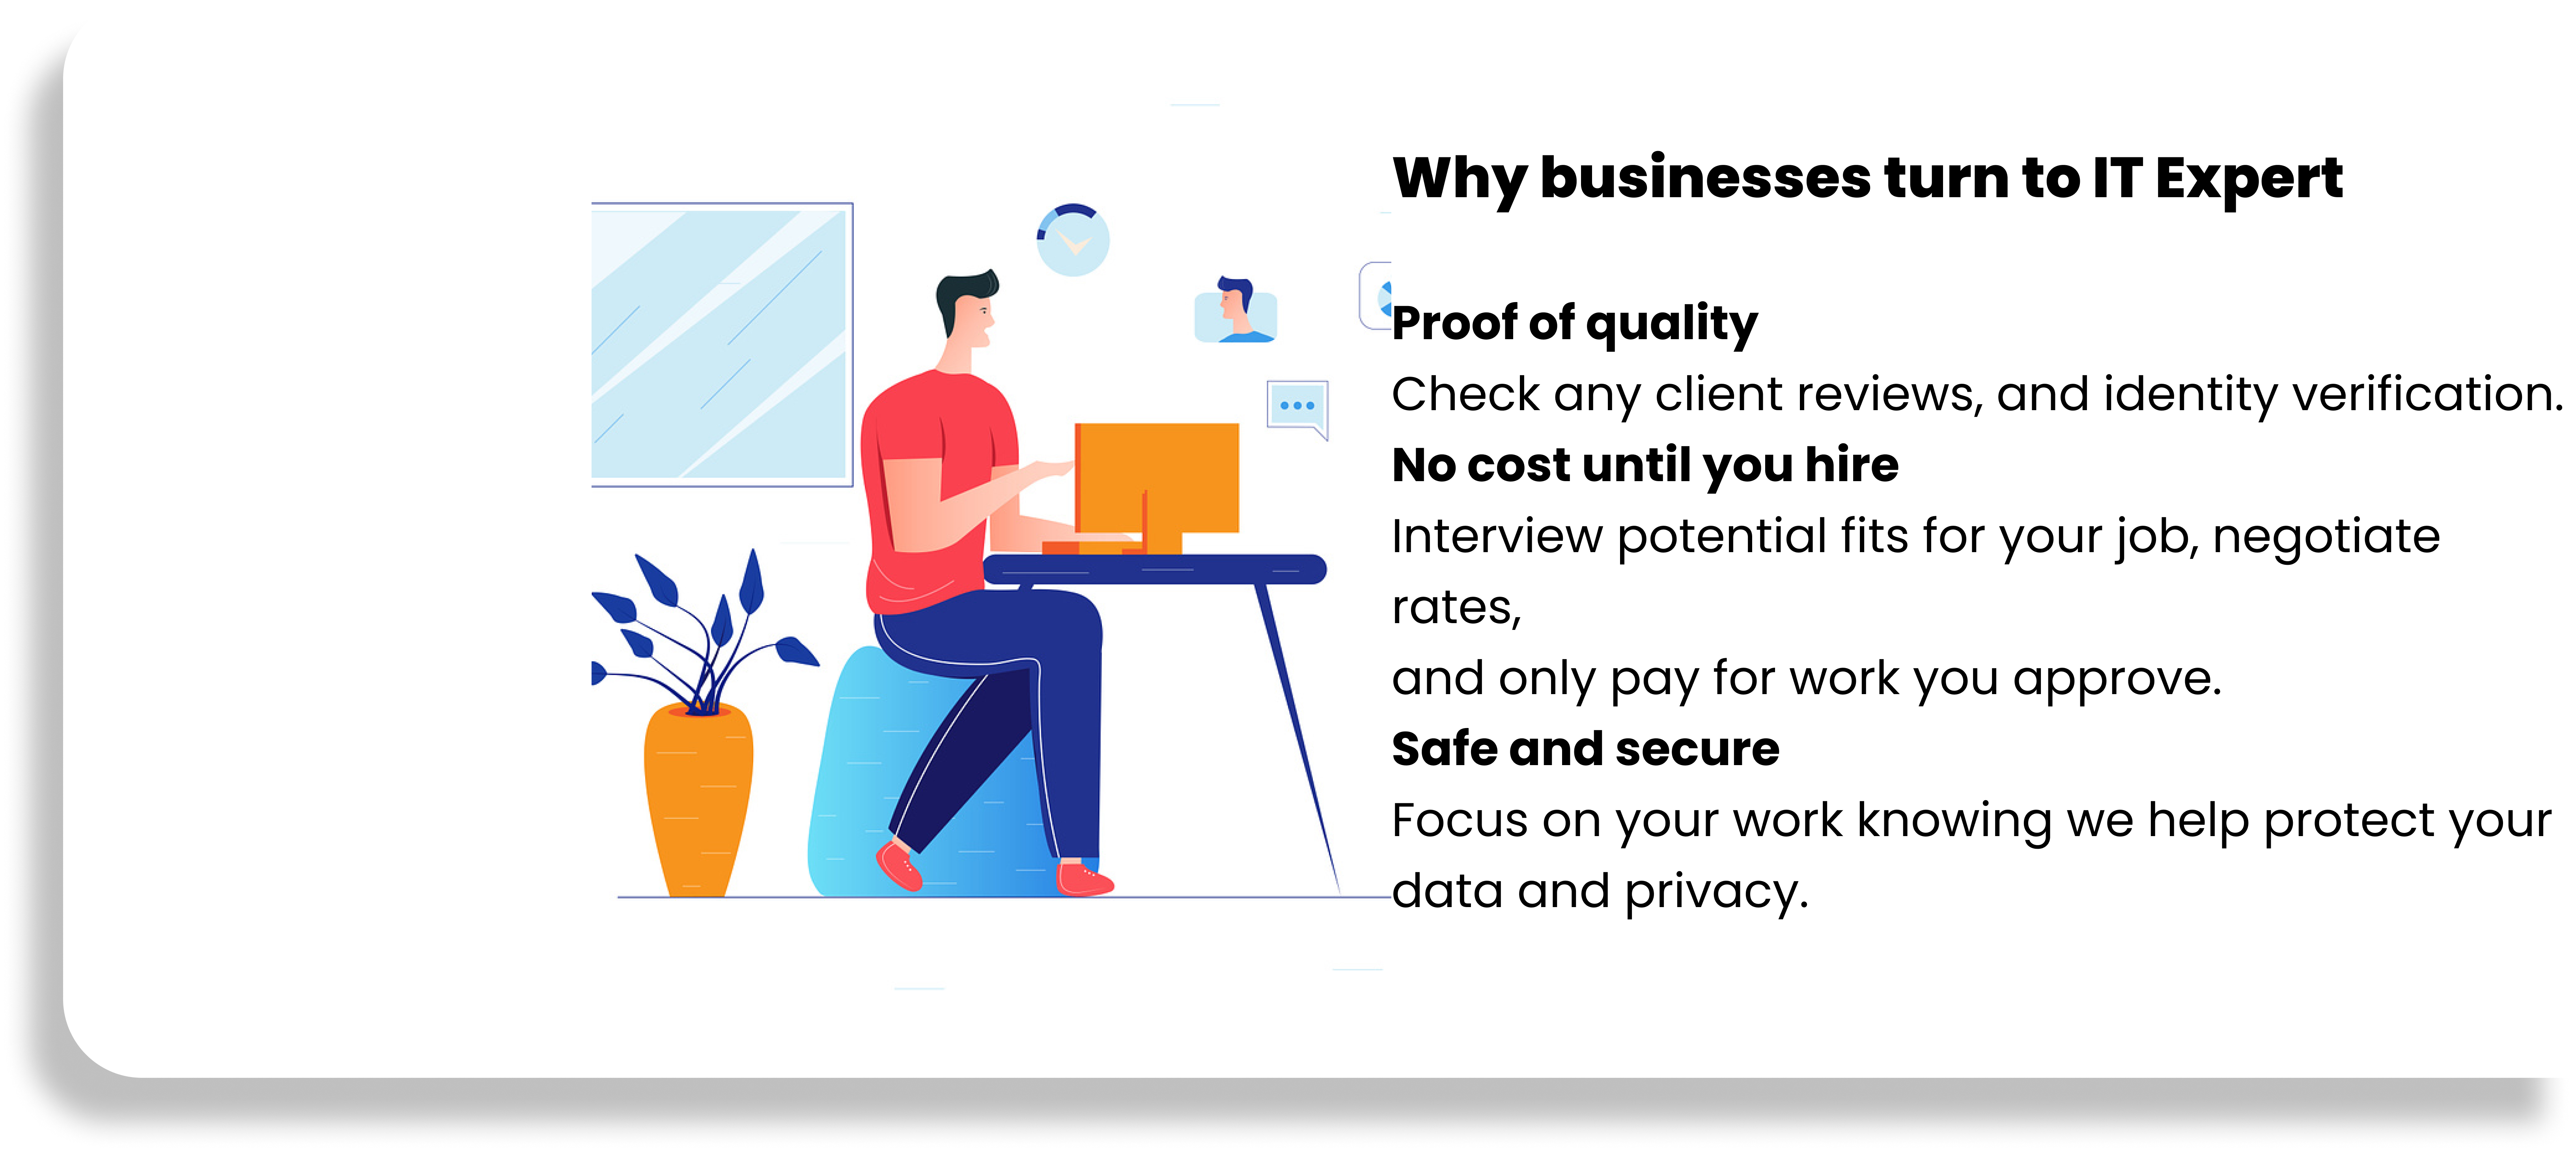 Why businesses turn to IT Expert
Proof of quality
Check any client reviews, and identity verification.
No cost until you hire
Interview potential fits for your job, negotiate
rates,
and only pay for work you approve.
Safe and secure
Focus on your work knowing we help protect your
data and privacy.